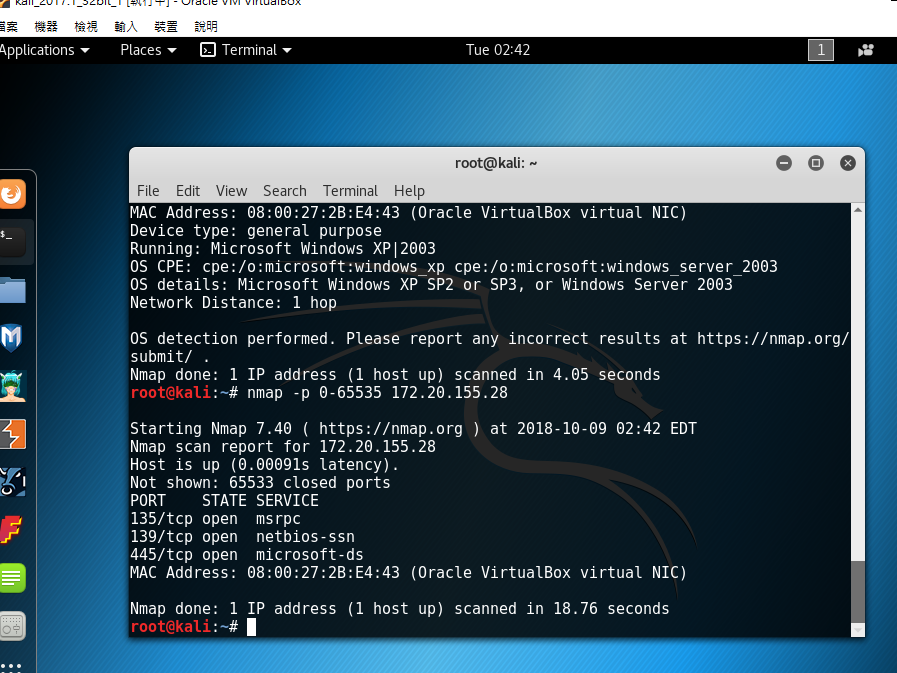 kali_2017.1_32bit_1 [執行中] - Oracle VM VirtualBox
檔案 機器 檢視 輸入 裝置 說明
Applications Places Terminal Tue 02:42 1
root@kali: ~
File Edit View Search Terminal Help
MAC Address: 08:00:27:2B:E4:43 (Oracle VirtualBox virtual NIC)
Device type: general purpose
Running: Microsoft Windows XP|2003
OS CPE: cpe:/o:microsoft:windows_xp cpe:/o:microsoft:windows_server_2003
OS details: Microsoft Windows XP SP2 or SP3, or Windows Server 2003
Network Distance: 1 hop
OS detection performed. Please report any incorrect results at https://nmap.org/
submit/ .
Nmap done: 1 IP address (1 host up) scanned in 4.05 seconds
root@kali:~# nmap -p 0-65535 172.20.155.28
Starting Nmap 7.40 ( https://nmap.org ) at 2018-10-09 02:42 EDT
Nmap scan report for 172.20.155.28
Host is up (0.00091s latency).
Not shown: 65533 closed ports
PORT    STATE SERVICE
135/tcp open  msrpc
139/tcp open  netbios-ssn
445/tcp open  microsoft-ds
MAC Address: 08:00:27:2B:E4:43 (Oracle VirtualBox virtual NIC)
Nmap done: 1 IP address (1 host up) scanned in 18.76 seconds
root@kali:~#